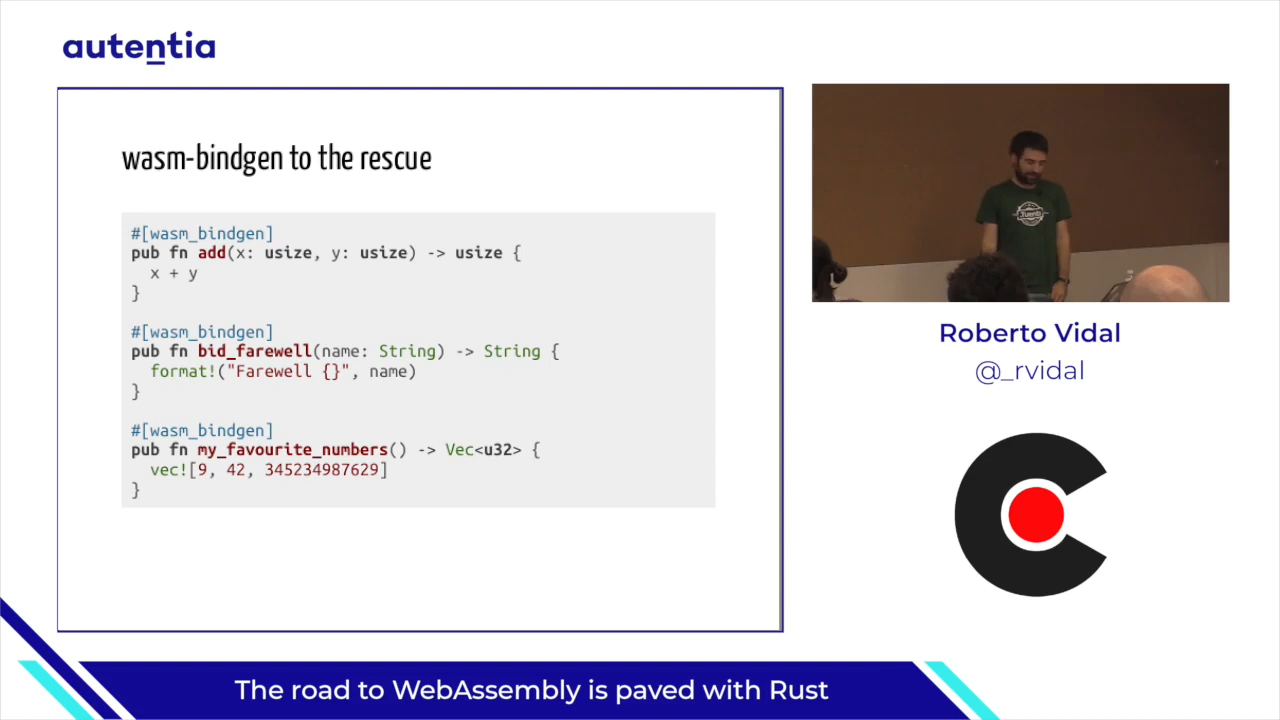 autentia
wasm-bindgen to the rescue
#[wasm_bindgen]
pub fn add(x: usize, y: usize) -> usize {
  x + y
}
#[wasm_bindgen]
pub fn bid_farewell(name: String) -> String {
  format!("Farewell {}", name)
}
#[wasm_bindgen]
pub fn my_favourite_numbers() -> Vec<u32> {
  vec![9, 42, 345234987629]
}
Roberto Vidal
@_rvidal
The road to WebAssembly is paved with Rust